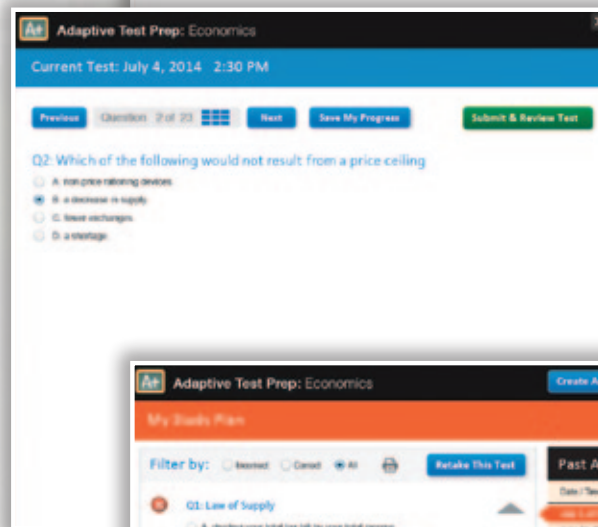 A+ Adaptive Test Prep: Economics
Current Test: July 4, 2014 2:30 PM
Previous Question 2 of 23 Next Save My Progress Submit & Review Test
Q2: Which of the following would not result from a price ceiling
A. non price rationing devices.
B. a decrease in supply.
C. fewer exchanges.
D. a shortage.
A+ Adaptive Test Prep: Economics Create A
My Study Plan
Filter by: Incorrect Correct All Retake This Test Past A
Q1: Law of Supply Date /